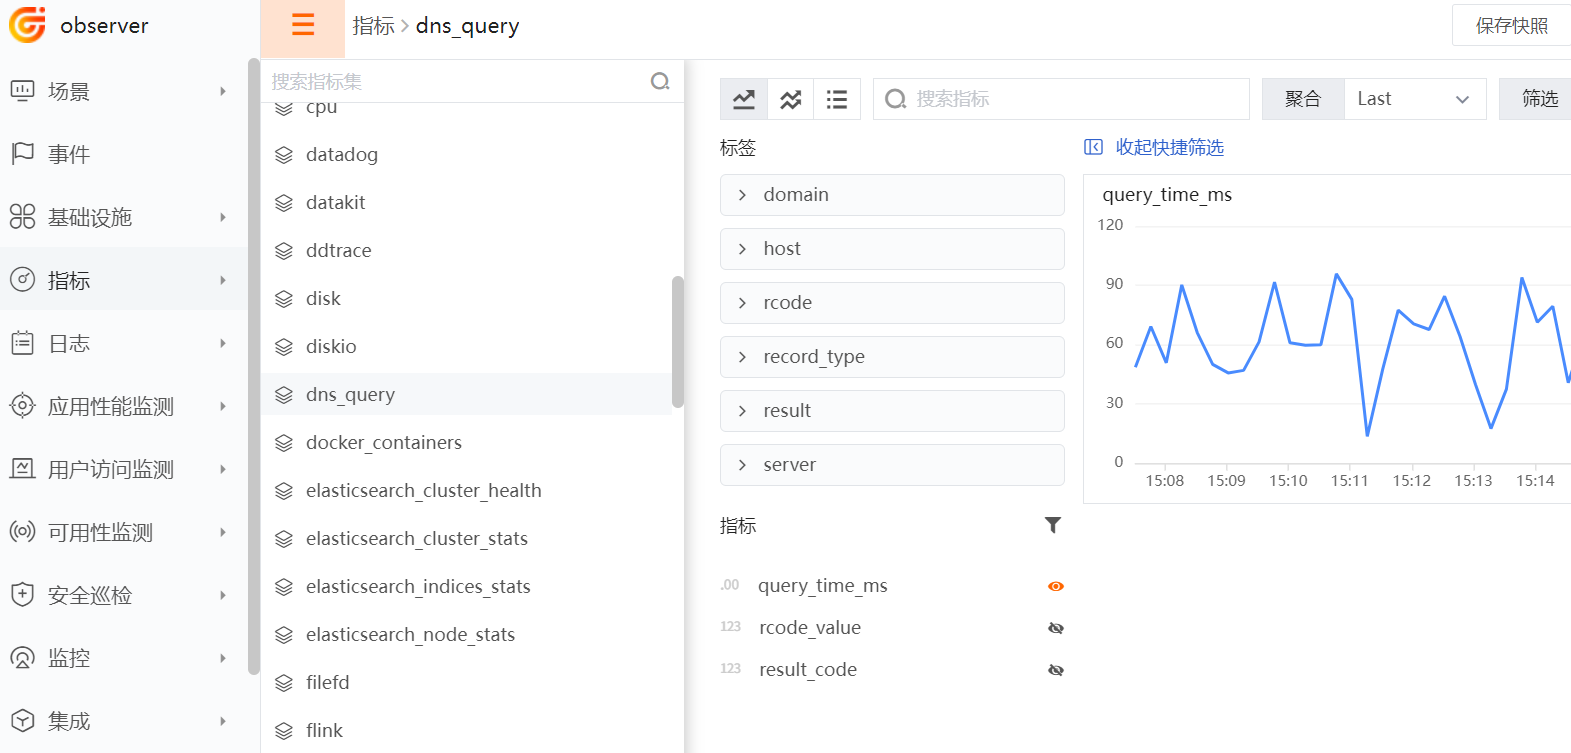 observer
指标 > dns_query
保存快照
场景
事件
基础设施
指标
日志
应用性能监测
用户访问监测
可用性监测
安全巡检
监控
集成
搜索指标集
cpu
datadog
datakit
ddtrace
disk
diskio
dns_query
docker_containers
elasticsearch_cluster_health
elasticsearch_cluster_stats
elasticsearch_indices_stats
elasticsearch_node_stats
filefd
flink
搜索指标
聚合
Last
筛选
标签
domain
host
rcode
record_type
result
server
指标
.00 query_time_ms
123 rcode_value
123 result_code
收起快捷筛选
query_time_ms
120
90
60
30
0
15:08 15:09 15:10 15:11 15:12 15:13 15:14